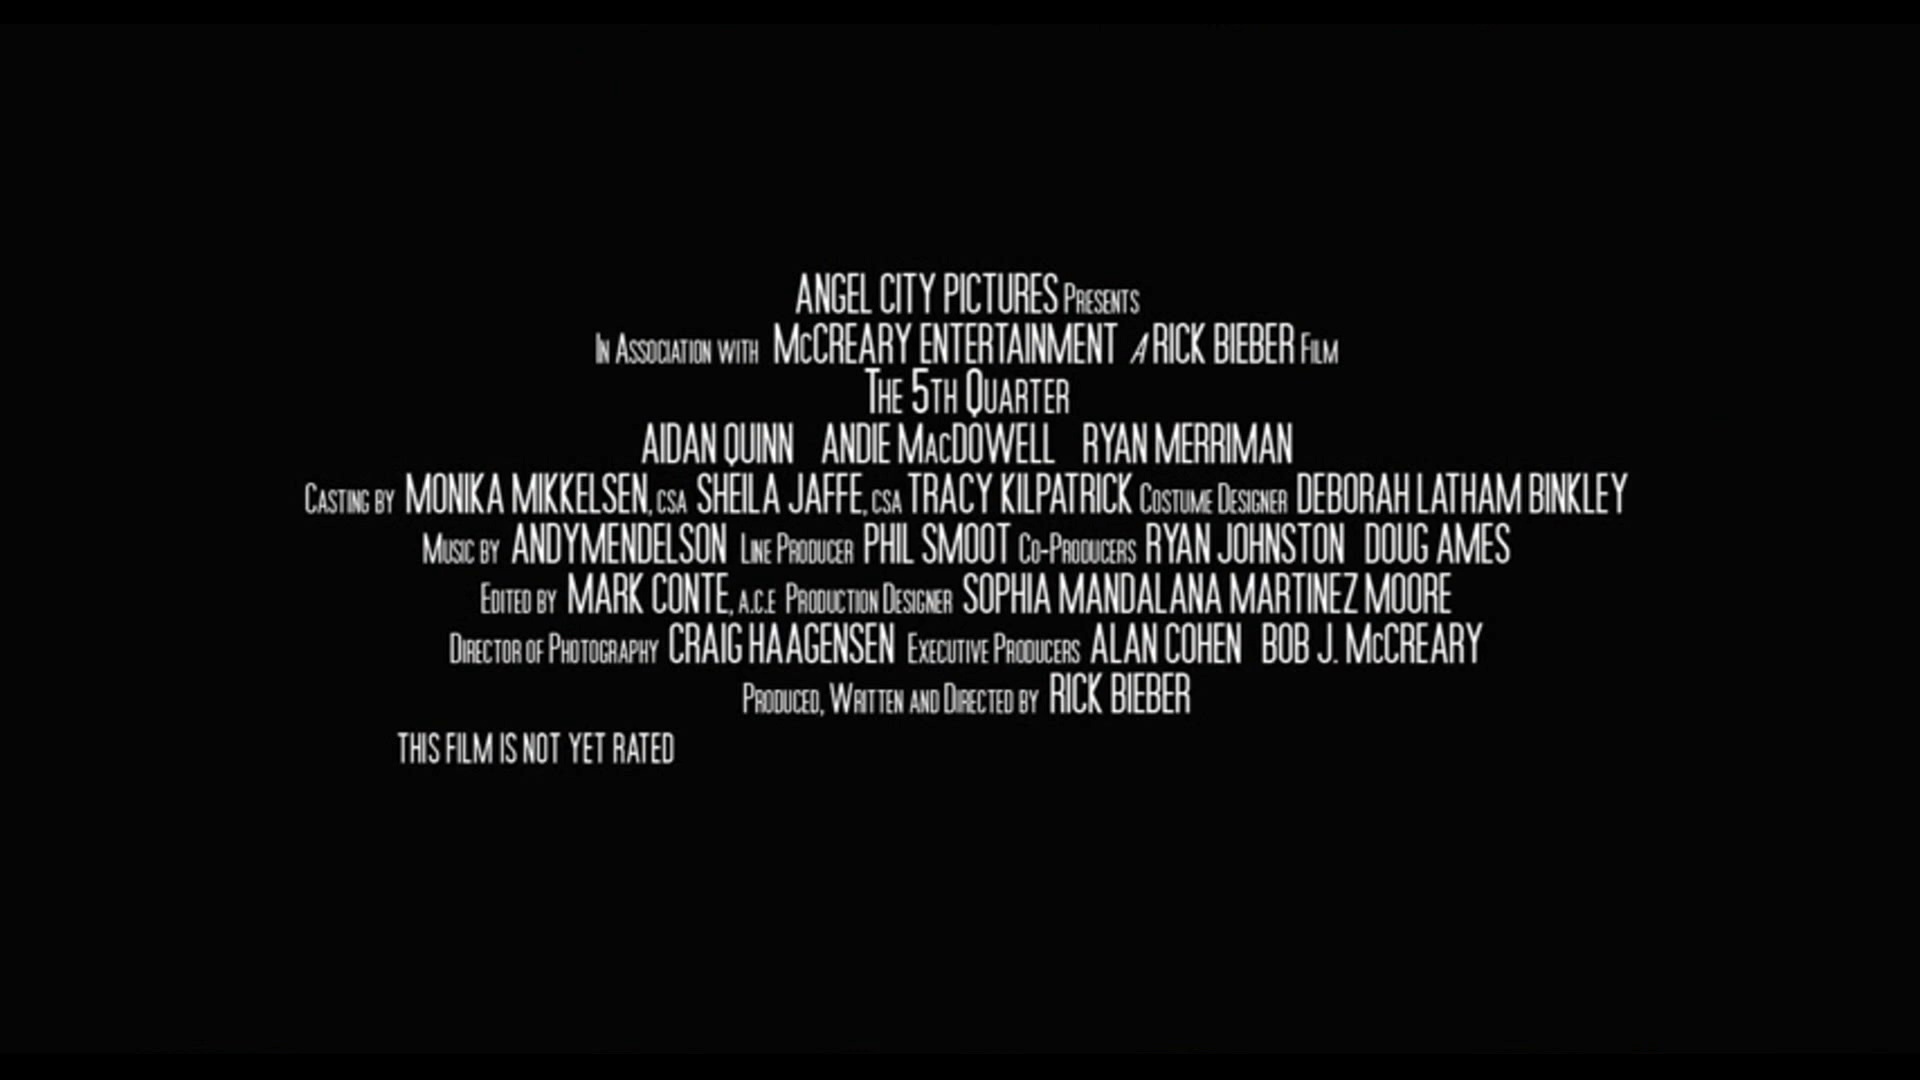 ANGEL CITY PICTURES PRESENTS
IN ASSOCIATION WITH MCCREARY ENTERTAINMENT A RICK BIEBER FILM
THE 5TH QUARTER
AIDAN QUINN ANDIE MACDOWELL RYAN MERRIMAN
CASTING BY MONIKA MIKKELSEN, CSA SHEILA JAFFE, CSA TRACY KILPATRICK COSTUME DESIGNER DEBORAH LATHAM BINKLEY
MUSIC BY ANDYMENDELSON LINE PRODUCER PHIL SMOOT CO-PRODUCERS RYAN JOHNSTON DOUG AMES
EDITED BY MARK CONTE, A.C.E PRODUCTION DESIGNER SOPHIA MANDALANA MARTINEZ MOORE
DIRECTOR OF PHOTOGRAPHY CRAIG HAAGENSEN EXECUTIVE PRODUCERS ALAN COHEN BOB J. MCCREARY
PRODUCED, WRITTEN AND DIRECTED BY RICK BIEBER
THIS FILM IS NOT YET RATED